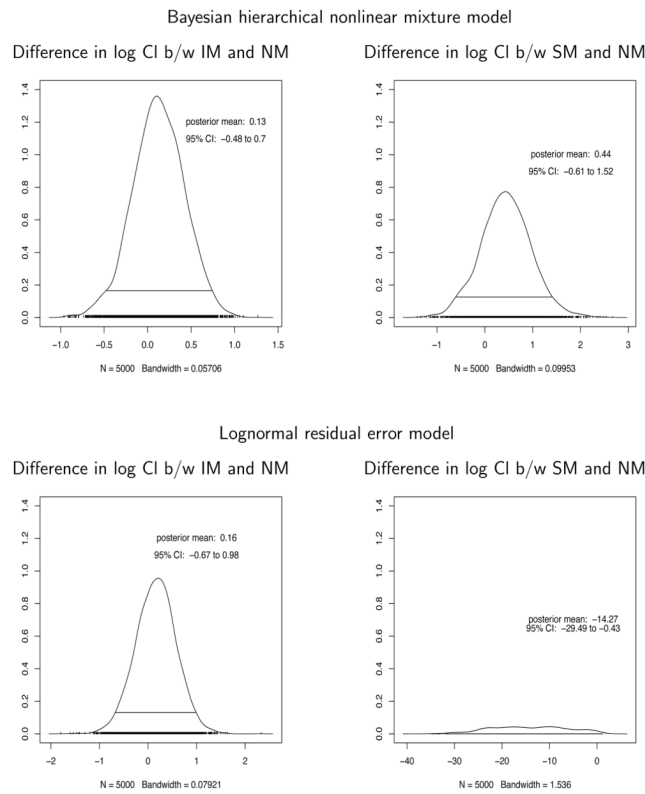 Bayesian hierarchical nonlinear mixture model
Difference in log Cl b/w IM and NM
Difference in log Cl b/w SM and NM
1.4
1.2
1.0
0.8
0.6
0.4
0.2
0.0
posterior mean: 0.13
95% CI: −0.48 to 0.7
−1.0 −0.5 0.0 0.5 1.0 1.5
N = 5000 Bandwidth = 0.05706
1.4
1.2
1.0
0.8
0.6
0.4
0.2
0.0
posterior mean: 0.44
95% CI: −0.61 to 1.52
−1 0 1 2 3
N = 5000 Bandwidth = 0.09953
Lognormal residual error model
Difference in log Cl b/w IM and NM
Difference in log Cl b/w SM and NM
1.4
1.2
1.0
0.8
0.6
0.4
0.2
0.0
posterior mean: 0.16
95% CI: −0.67 to 0.98
−2 −1 0 1 2
N = 5000 Bandwidth = 0.07921
1.4
1.2
1.0
0.8
0.6
0.4
0.2
0.0
posterior mean: −14.27
95% CI: −29.49 to −0.43
−40 −30 −20 −10 0
N = 5000 Bandwidth = 1.536